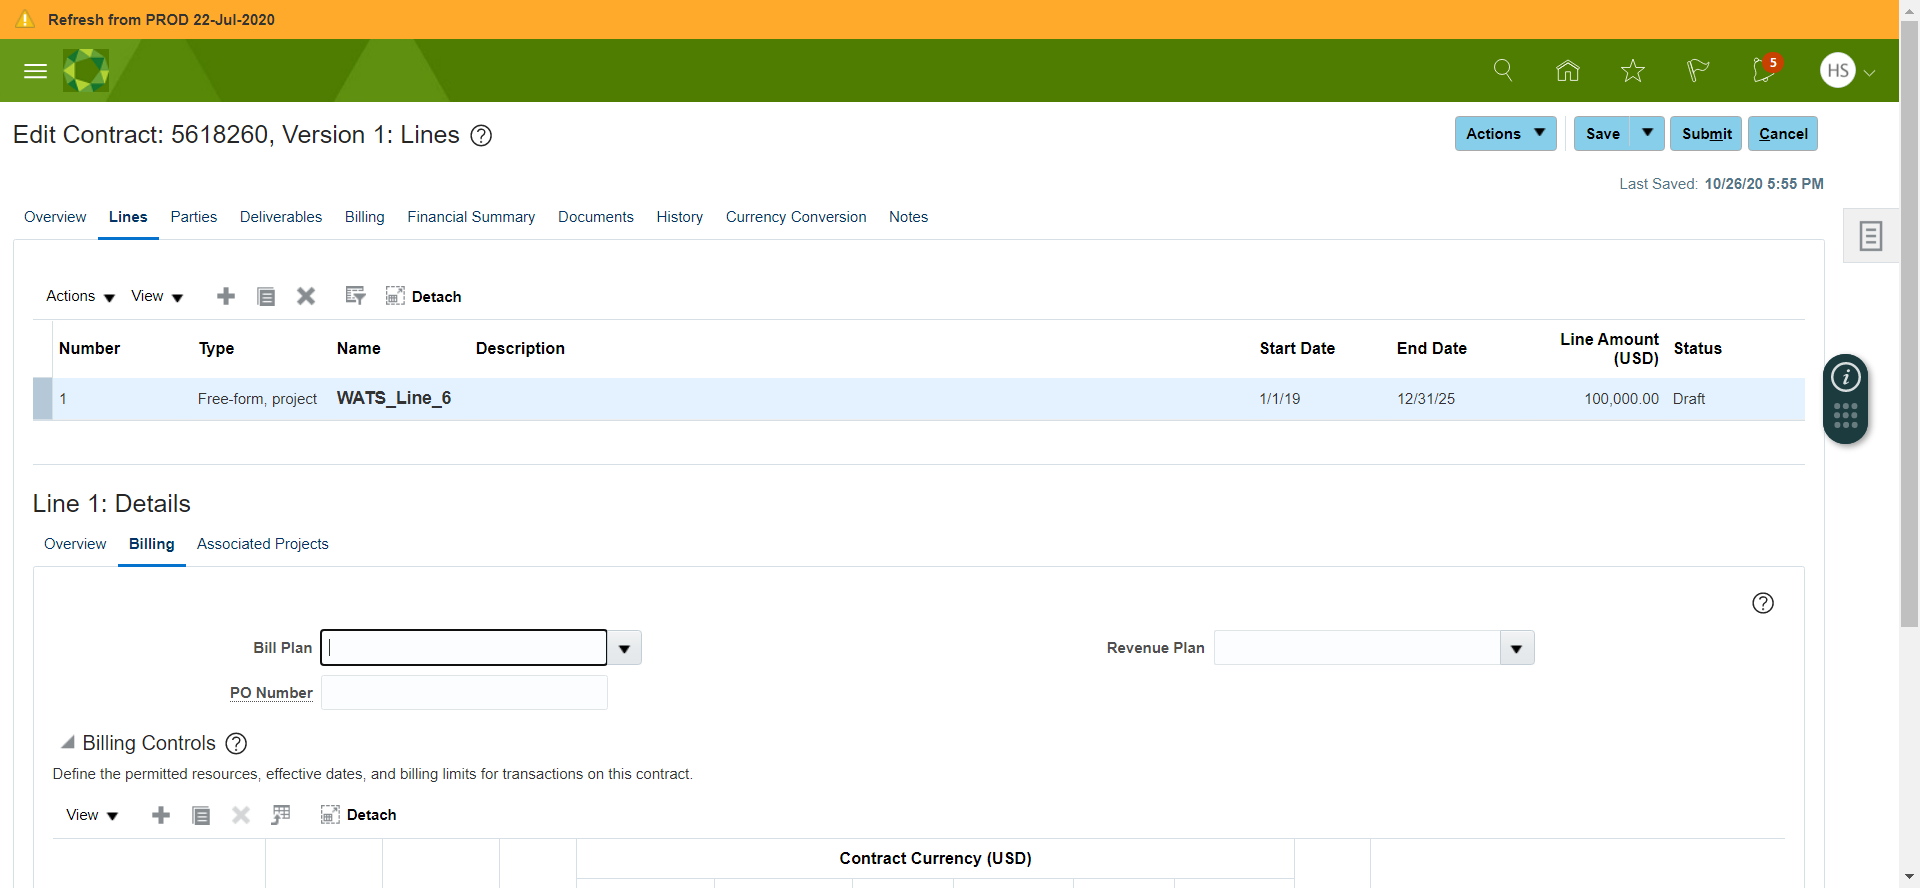 Refresh from PROD 22-Jul-2020
5
HS
Edit Contract: 5618260, Version 1: Lines ?
Actions Save Submit Cancel
Last Saved: 10/26/20 5:55 PM
Overview Lines Parties Deliverables Billing Financial Summary Documents History Currency Conversion Notes
Actions View Detach
Number Type Name Description Start Date End Date Line Amount (USD) Status
1 Free-form, project WATS_Line_6 1/1/19 12/31/25 100,000.00 Draft
i
Line 1: Details
Overview Billing Associated Projects
?
Bill Plan Revenue Plan
PO Number
Billing Controls ?
Define the permitted resources, effective dates, and billing limits for transactions on this contract.
View Detach
Contract Currency (USD)